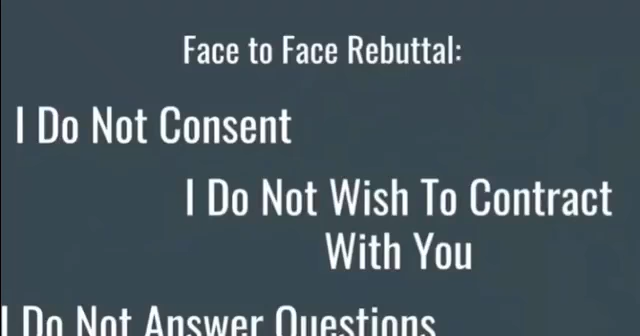 Face to Face Rebuttal:
I Do Not Consent
I Do Not Wish To Contract
With You
I Do Not Answer Questions